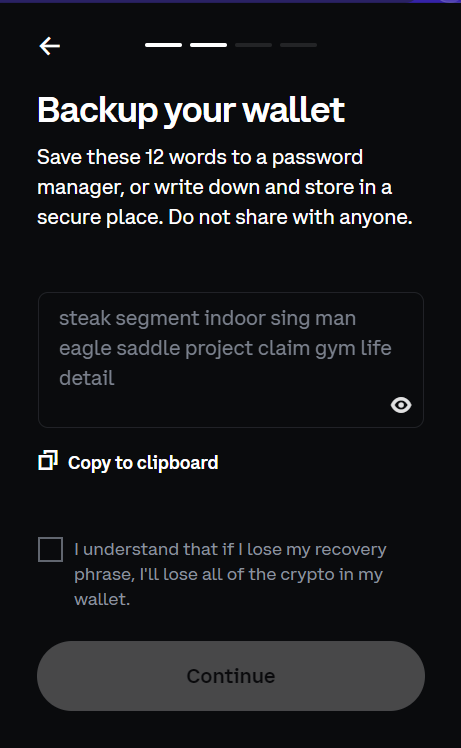 Backup your wallet
Save these 12 words to a password
manager, or write down and store in a
secure place. Do not share with anyone.
steak segment indoor sing man
eagle saddle project claim gym life
detail
Copy to clipboard
I understand that if I lose my recovery
phrase, I'll lose all of the crypto in my
wallet.
Continue